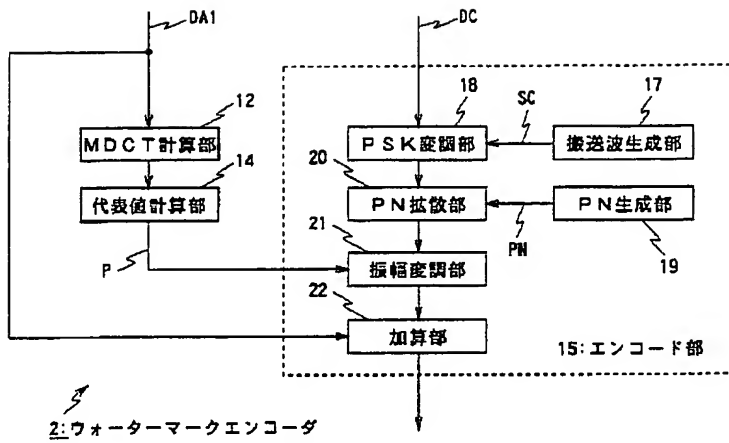 DA1
DC
12
MDCT計算部
14
代表値計算部
P
18
PSK変調部
SC
17
搬送波生成部
20
PN拡散部
PN
PN生成部
19
21
振幅変調部
22
加算部
15:エンコード部
2:ウォーターマークエンコーダ